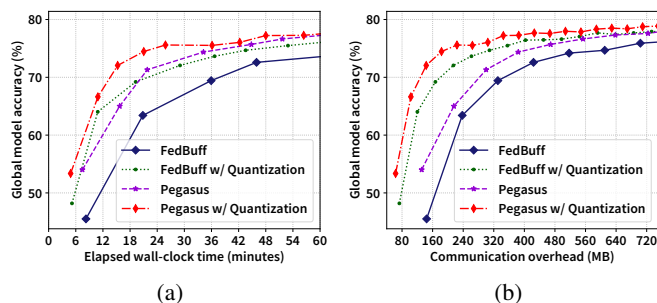 Global model accuracy (%)
80
70
60
50
0 6 12 18 24 30 36 42 48 54 60
Elapsed wall-clock time (minutes)
FedBuff
FedBuff w/ Quantization
Pegasus
Pegasus w/ Quantization
(a)
Global model accuracy (%)
80
70
60
50
80 160 240 320 400 480 560 640 720
Communication overhead (MB)
FedBuff
FedBuff w/ Quantization
Pegasus
Pegasus w/ Quantization
(b)